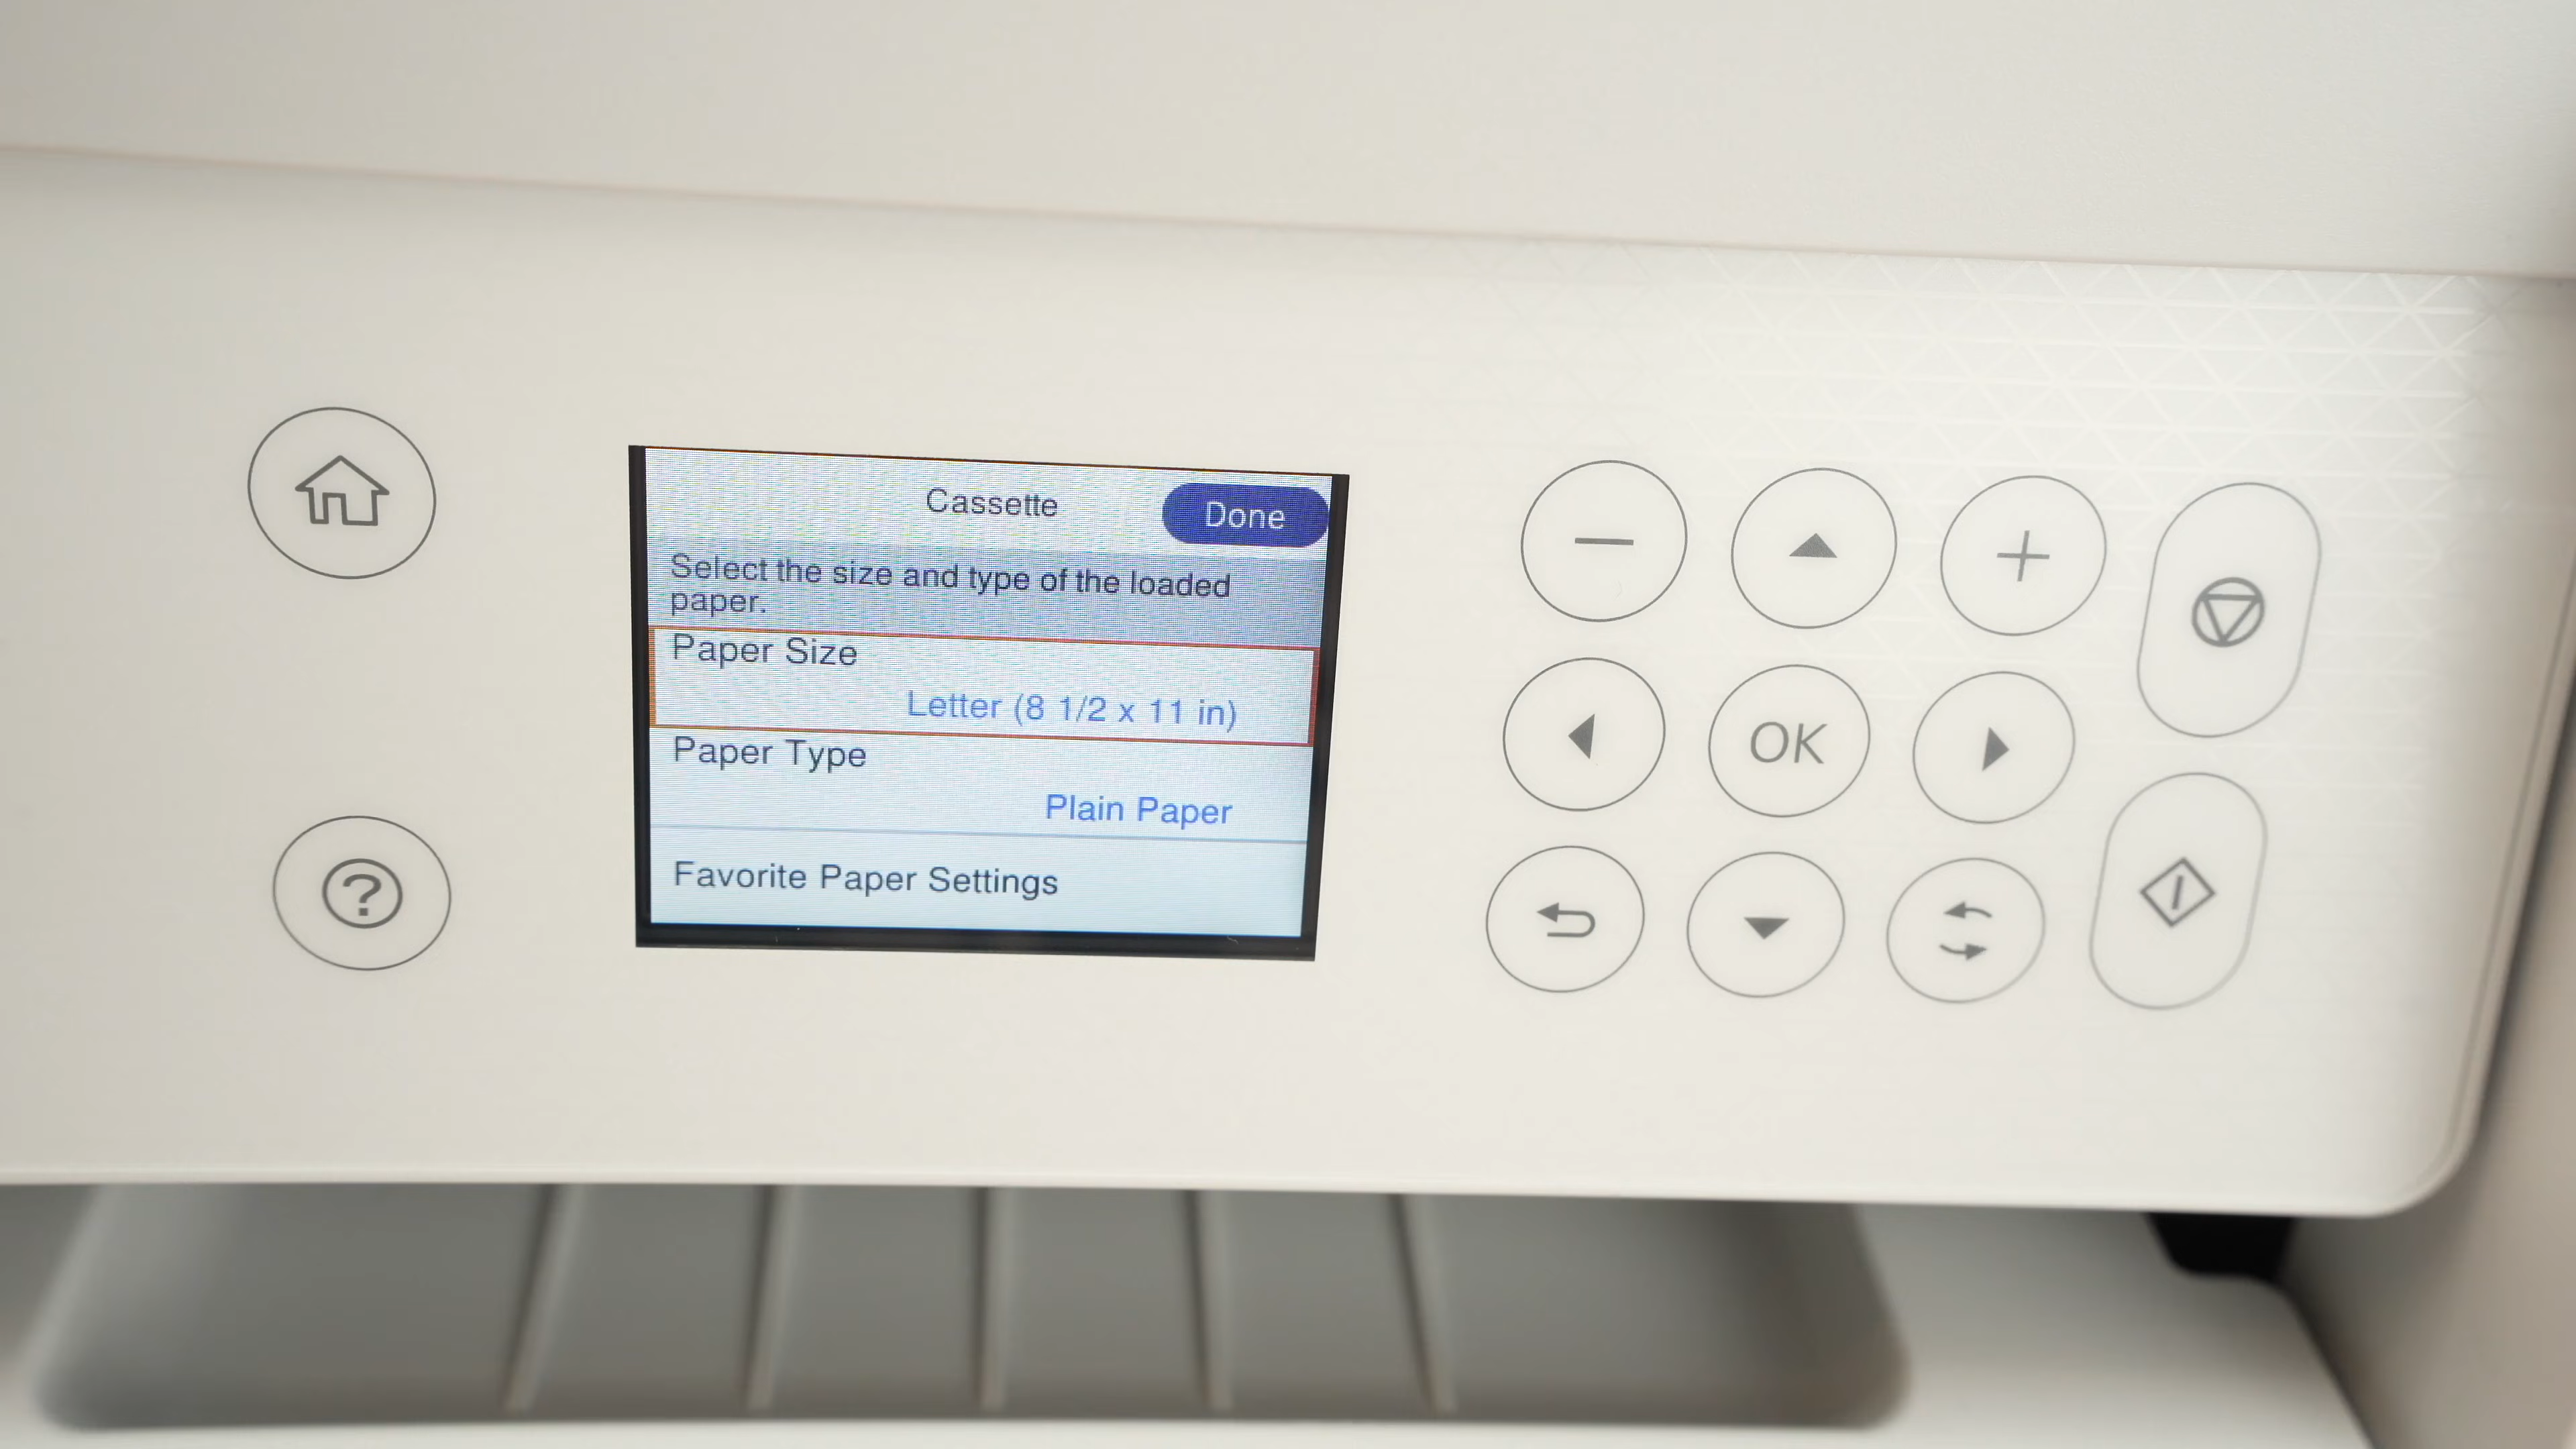 Cassette
Done
Select the size and type of the loaded
paper.
Paper Size
Letter (8 1/2 x 11 in)
Paper Type
Plain Paper
Favorite Paper Settings
OK